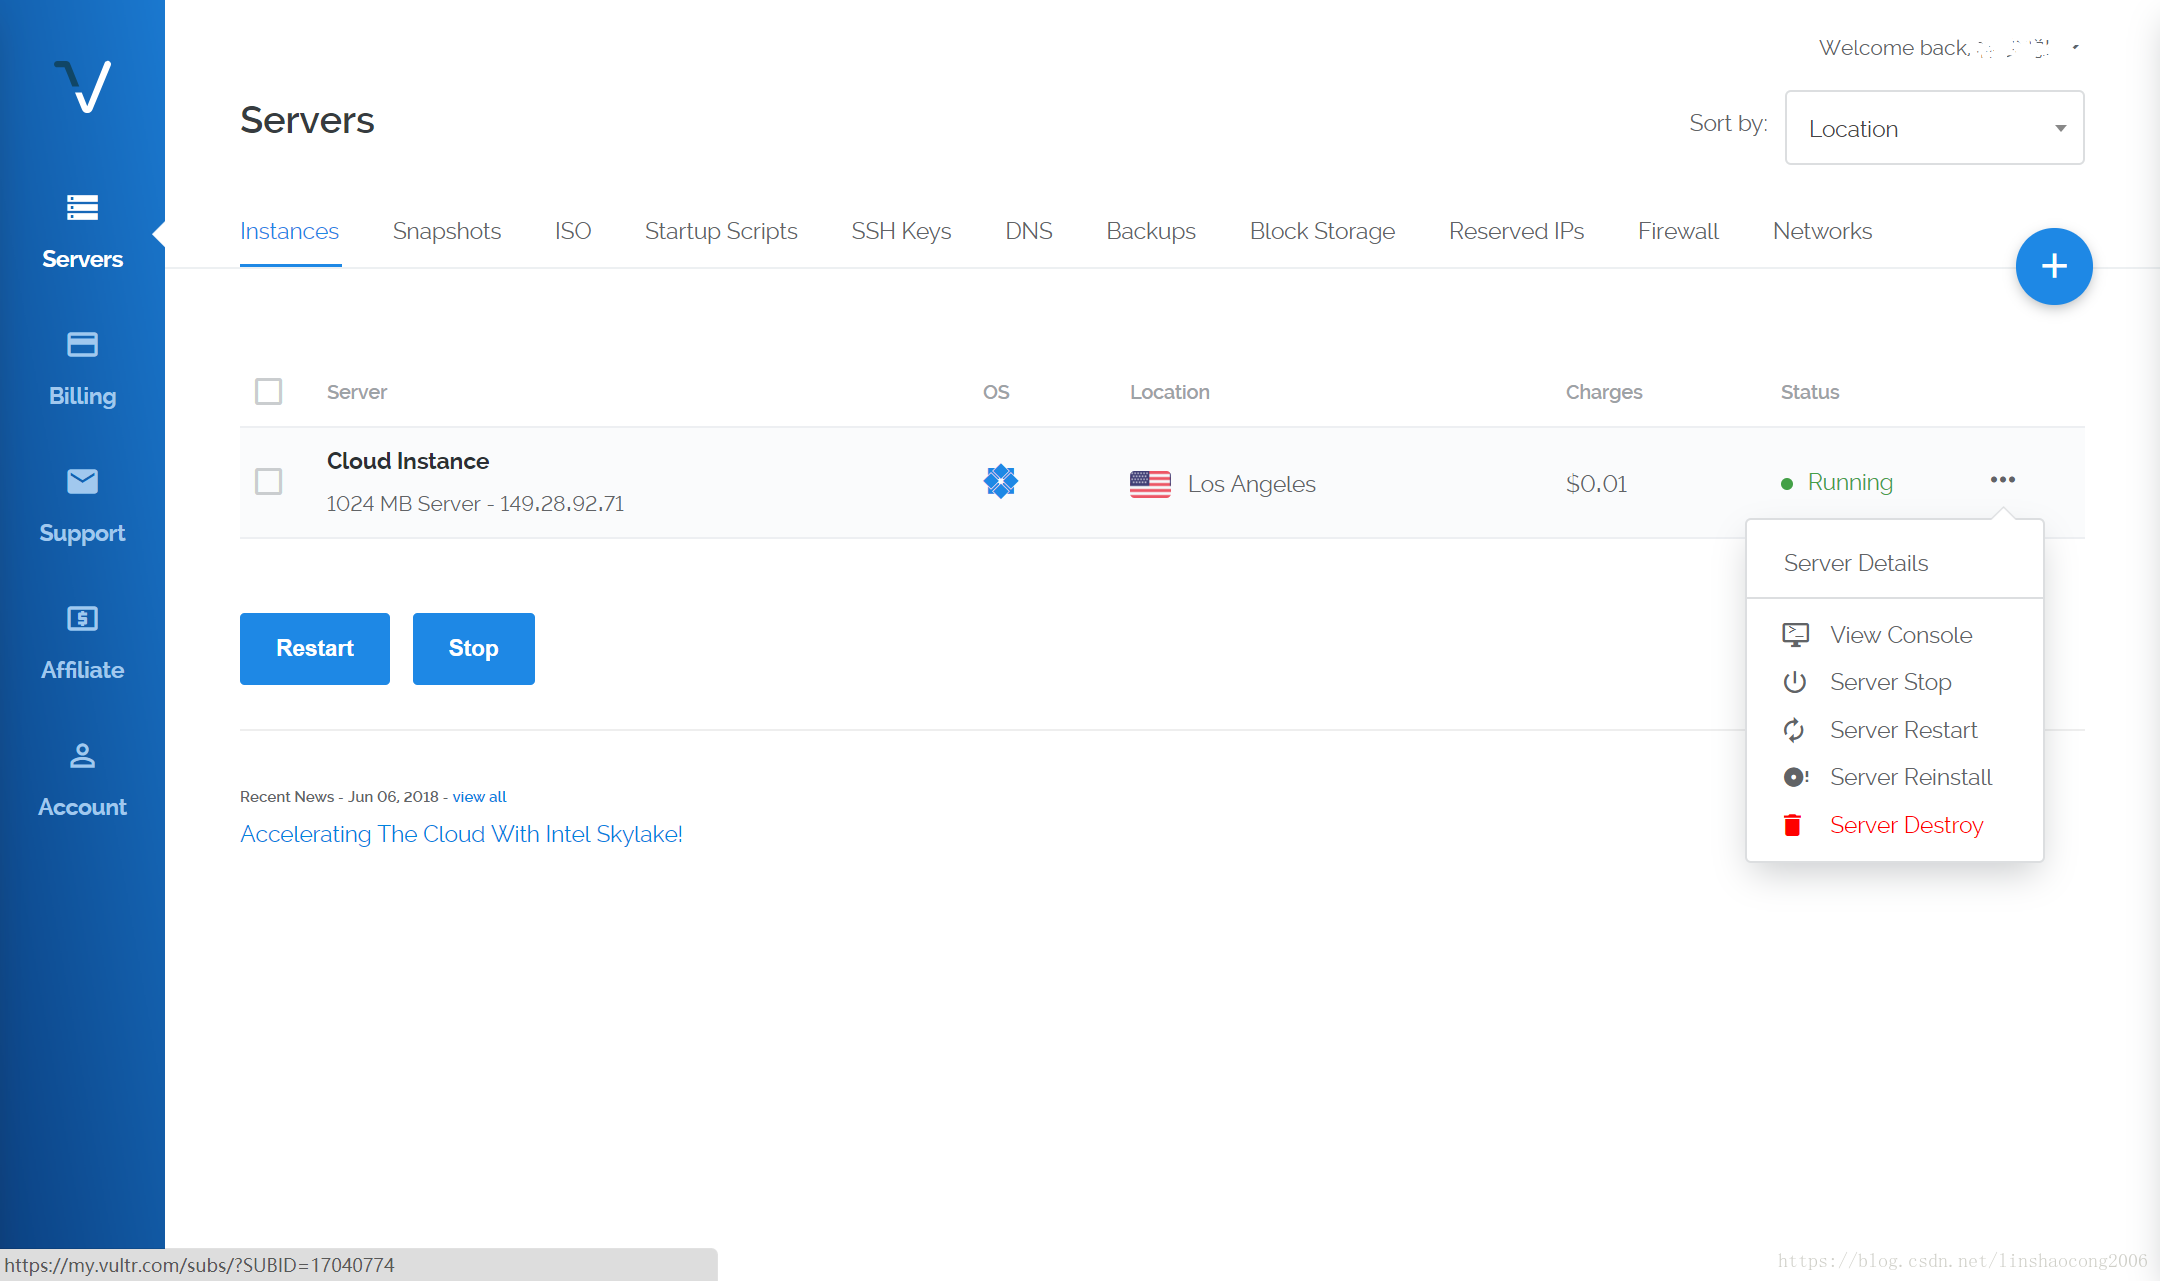 Welcome back,
Servers
Sort by:
Location
Instances Snapshots ISO Startup Scripts SSH Keys DNS Backups Block Storage Reserved IPs Firewall Networks
+
Servers
Billing
Support
Affiliate
Account
Server OS Location Charges Status
Cloud Instance
1024 MB Server - 149.28.92.71
Los Angeles
$0.01
Running
Server Details
View Console
Server Stop
Server Restart
Server Reinstall
Server Destroy
Restart
Stop
Recent News - Jun 06, 2018 - view all
Accelerating The Cloud With Intel Skylake!
https://my.vultr.com/subs/?SUBID=17040774
https://blog.csdn.net/linshaocong2006